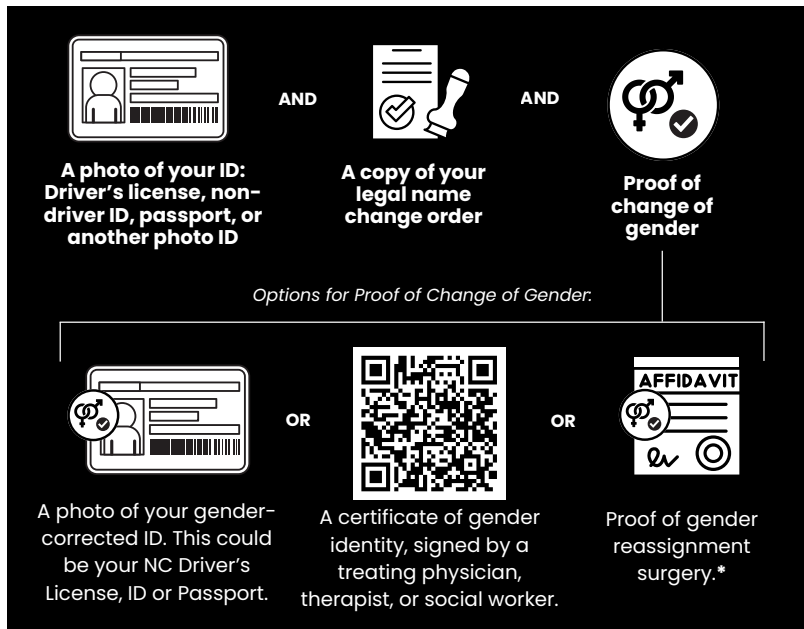 AND
AND
A photo of your ID:
Driver's license, non-
driver ID, passport, or
another photo ID
A copy of your
legal name
change order
Proof of
change of
gender
Options for Proof of Change of Gender:
OR
OR
AFFIDAVIT
A photo of your gender-
corrected ID. This could
be your NC Driver's
License, ID or Passport.
A certificate of gender
identity, signed by a
treating physician,
therapist, or social worker.
Proof of gender
reassignment
surgery.*